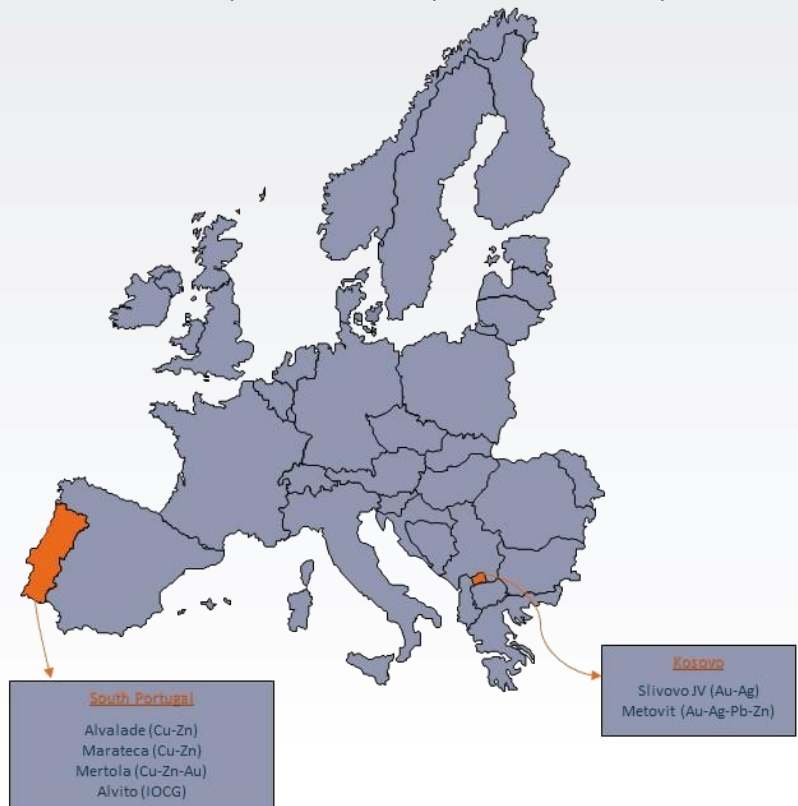 South Portugal
Alvalade (Cu-Zn)
Marateca (Cu-Zn)
Mertola (Cu-Zn-Au)
Alvito (IOCG)
Kosovo
Slivovo JV (Au-Ag)
Metovit (Au-Ag-Pb-Zn)